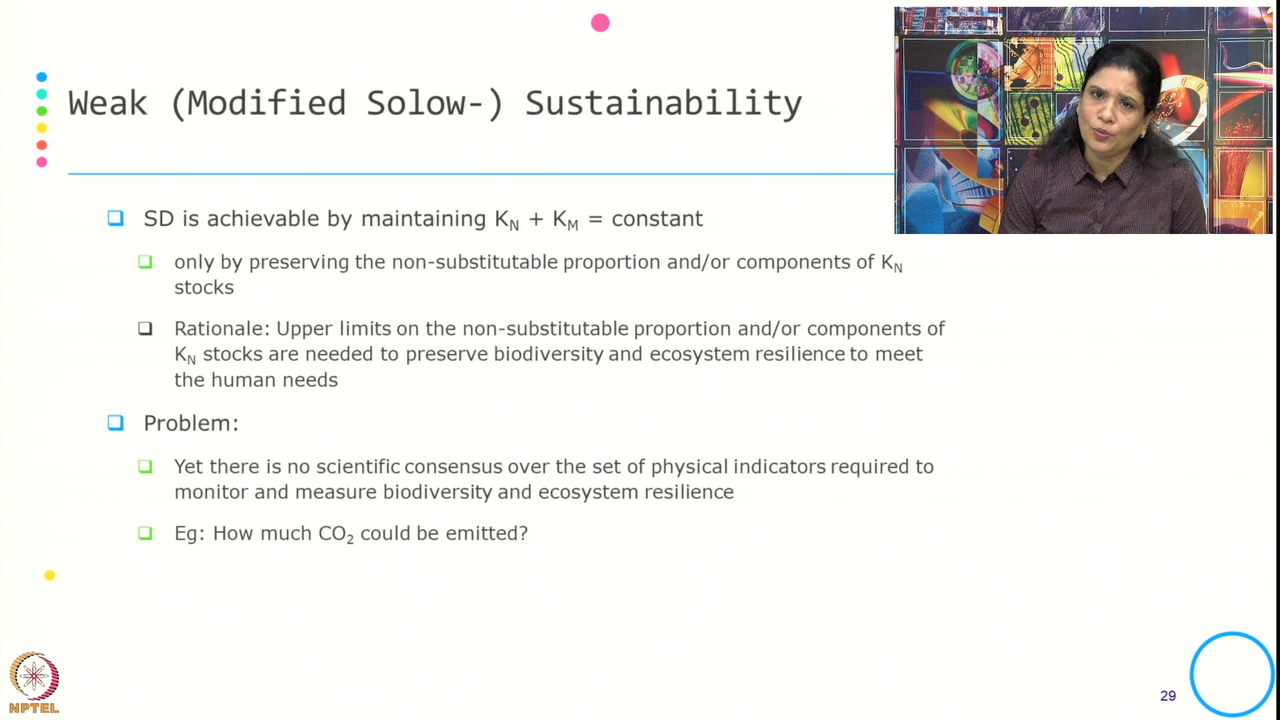 Weak (Modified Solow-) Sustainability
❑ SD is achievable by maintaining K_N + K_M = constant
❑ only by preserving the non-substitutable proportion and/or components of K_N
stocks
❑ Rationale: Upper limits on the non-substitutable proportion and/or components of
K_N stocks are needed to preserve biodiversity and ecosystem resilience to meet
the human needs
❑ Problem:
❑ Yet there is no scientific consensus over the set of physical indicators required to
monitor and measure biodiversity and ecosystem resilience
❑ Eg: How much CO₂ could be emitted?
NPTEL
29